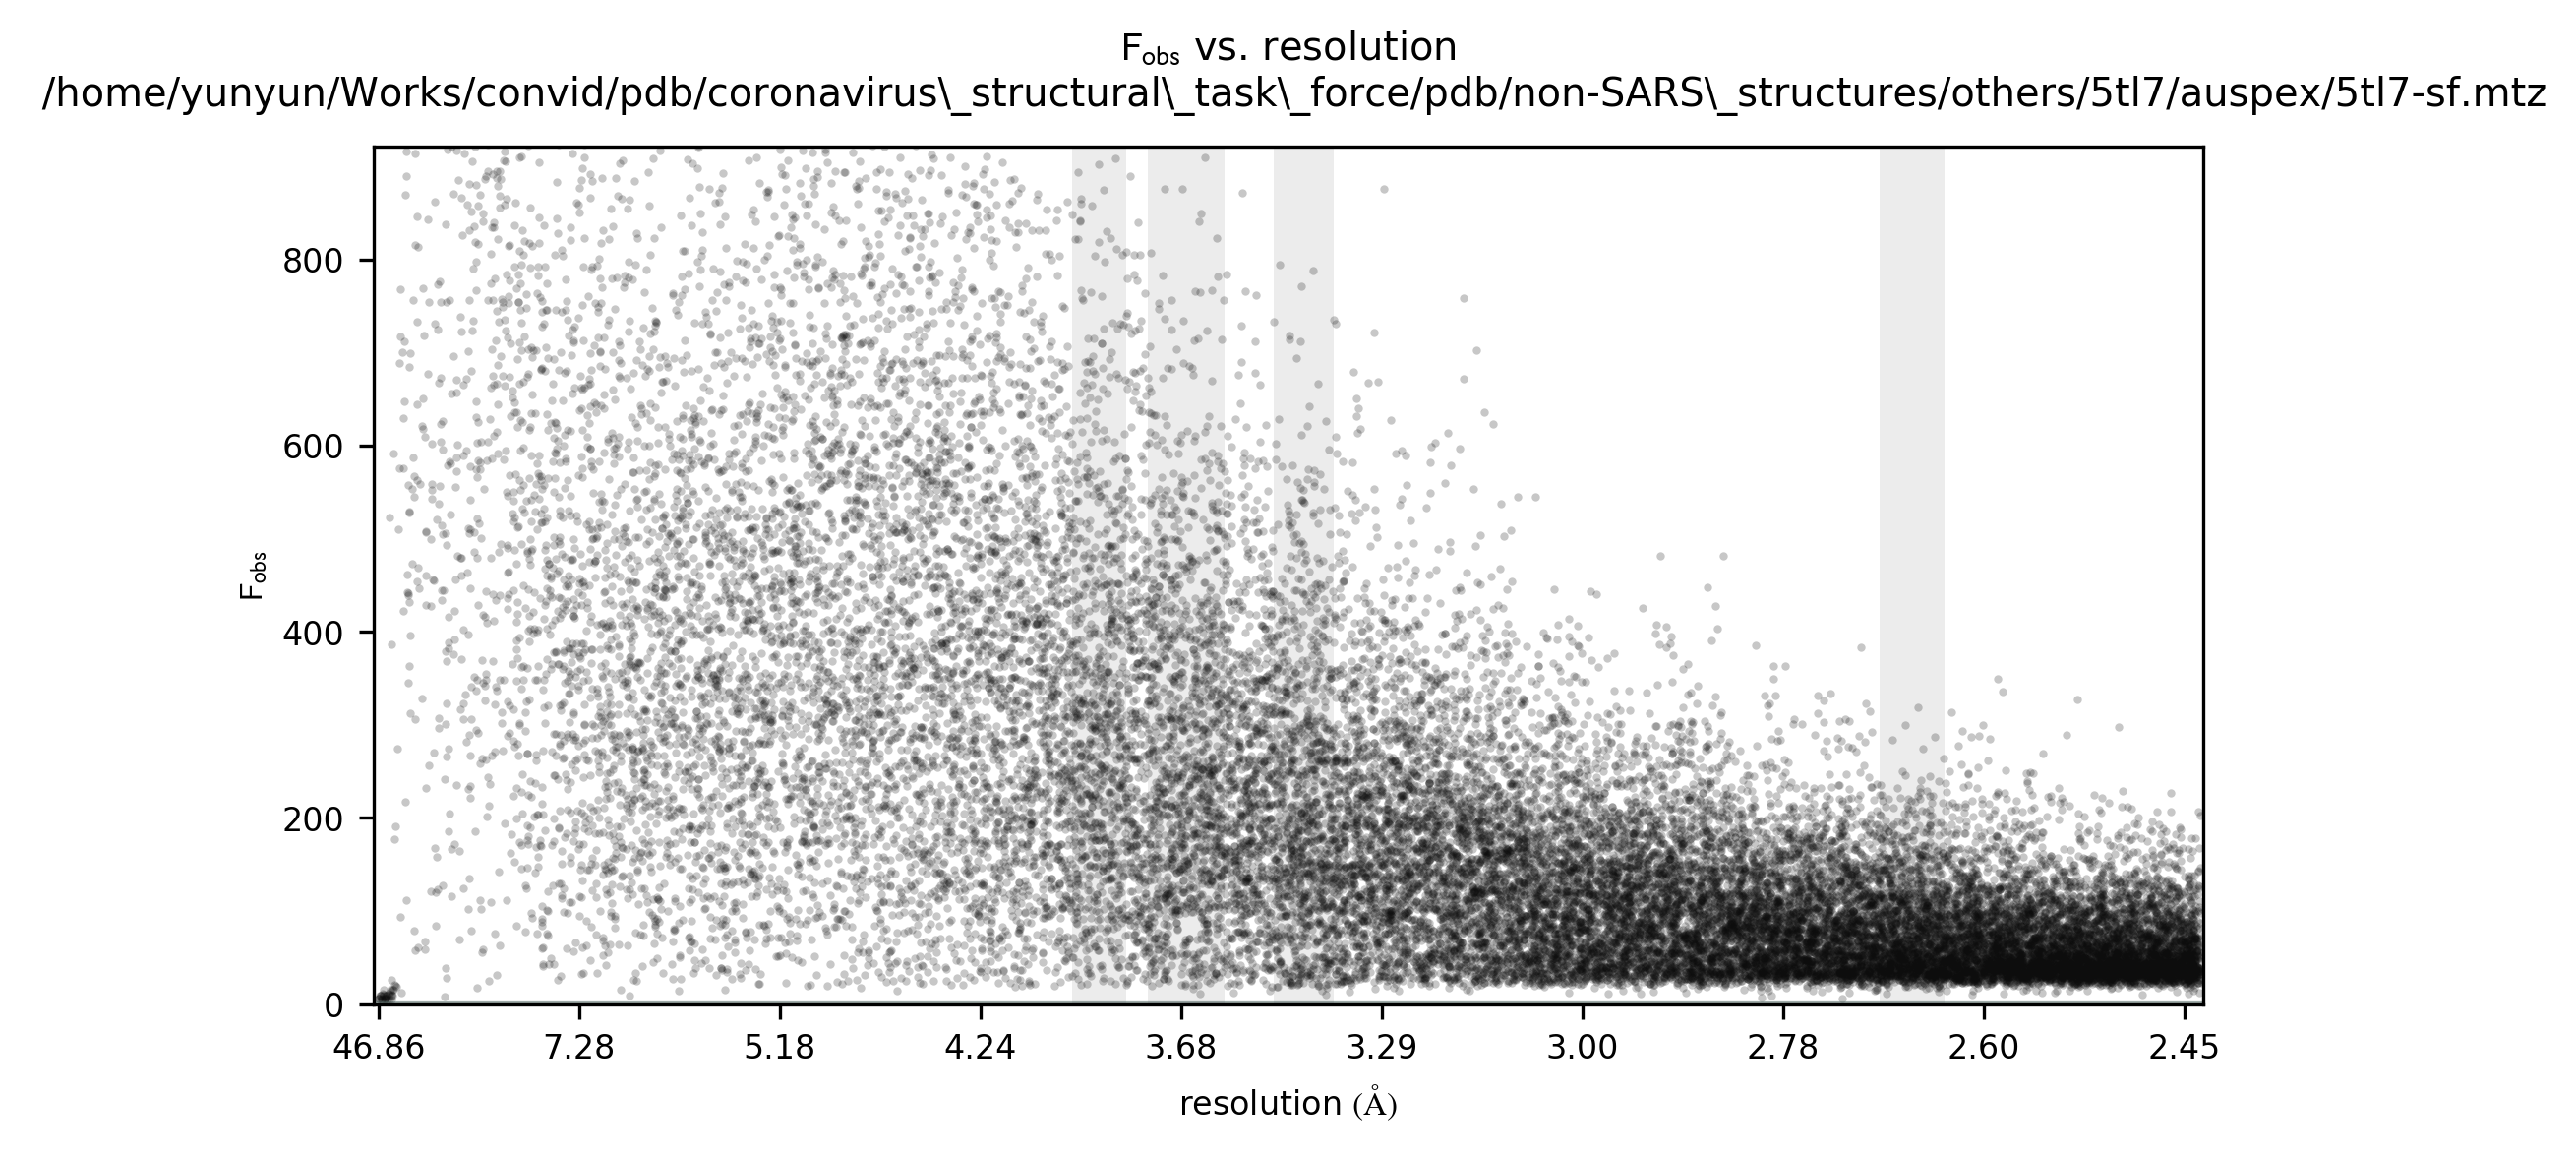 F_obs vs. resolution
/home/yunyun/Works/convid/pdb/coronavirus\_structural\_task\_force/pdb/non-SARS\_structures/others/5tl7/auspex/5tl7-sf.mtz
800
600
400
200
0
F_obs
46.86 7.28 5.18 4.24 3.68 3.29 3.00 2.78 2.60 2.45
resolution (Å)